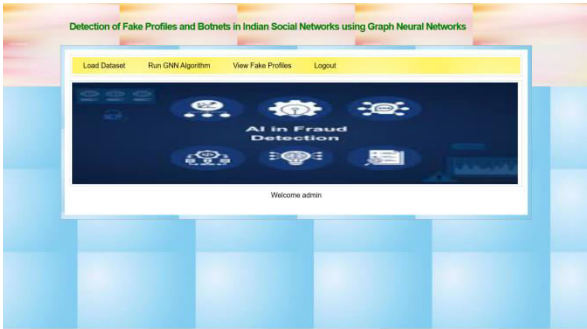 Detection of Fake Profiles and Botnets in Indian Social Networks using Graph Neural Networks
Load Dataset Run GNN Algorithm View Fake Profiles Logout
AI in Fraud
Detection
Welcome admin